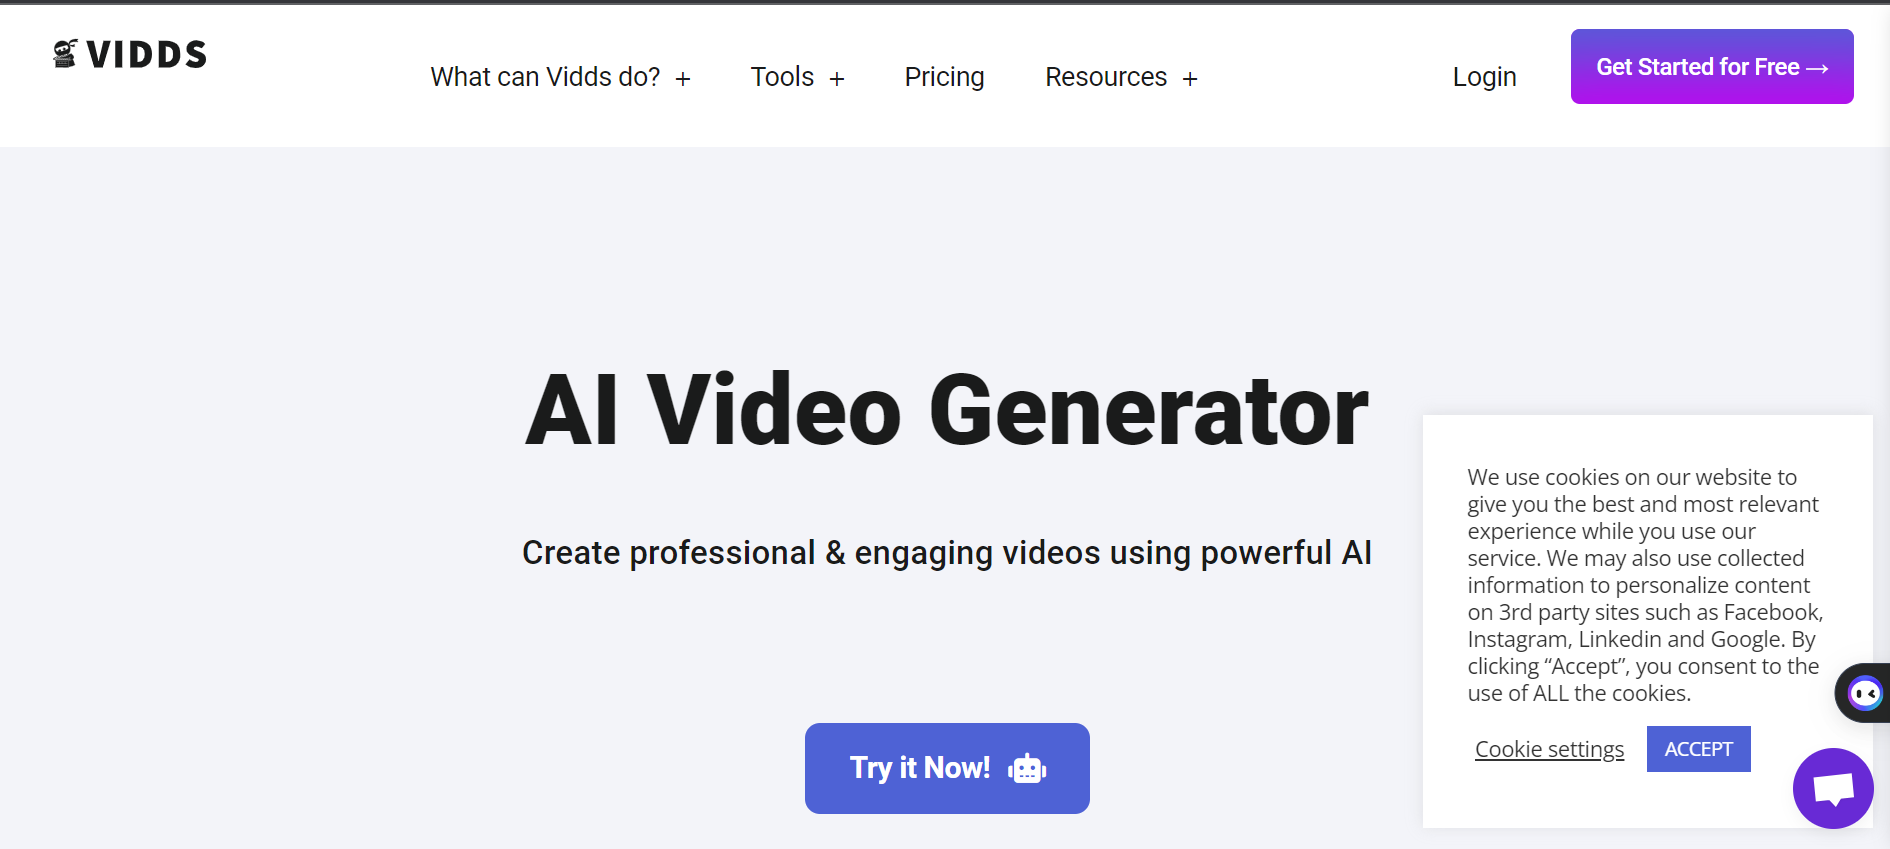 VIDDS
What can Vidds do? +
Tools +
Pricing
Resources +
Login
Get Started for Free →
AI Video Generator
Create professional & engaging videos using powerful AI
Try it Now!
We use cookies on our website to
give you the best and most relevant
experience while you use our
service. We may also use collected
information to personalize content
on 3rd party sites such as Facebook,
Instagram, Linkedin and Google. By
clicking “Accept”, you consent to the
use of ALL the cookies.
Cookie settings
ACCEPT